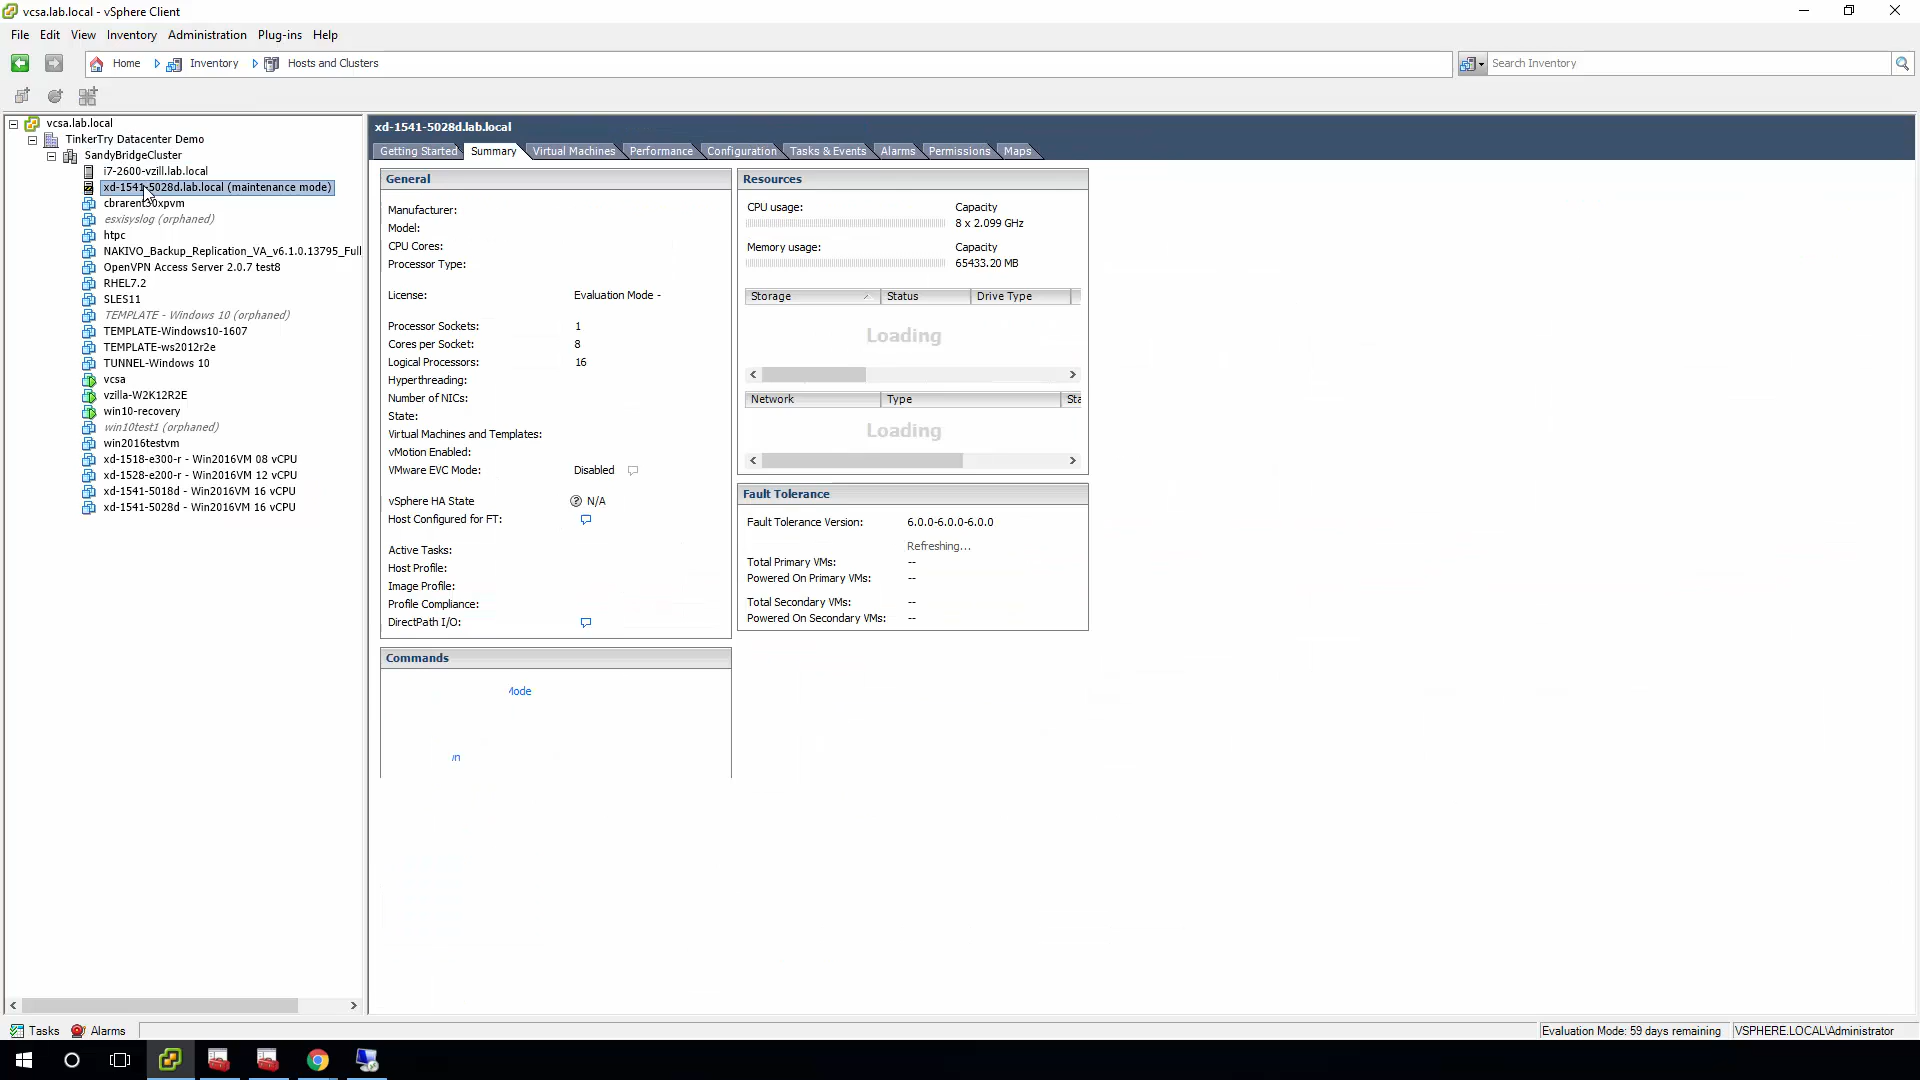 vcsa.lab.local - vSphere Client
File Edit View Inventory Administration Plug-ins Help
Home Inventory Hosts and Clusters
Search Inventory
vcsa.lab.local
TinkerTry Datacenter Demo
SandyBridgeCluster
i7-2600-vzill.lab.local
xd-1541-5028d.lab.local (maintenance mode)
cbrarent30xpvm
esxisyslog (orphaned)
htpc
NAKIVO_Backup_Replication_VA_v6.1.0.13795_Full
OpenVPN Access Server 2.0.7 test8
RHEL7.2
SLES11
TEMPLATE - Windows 10 (orphaned)
TEMPLATE-Windows10-1607
TEMPLATE-ws2012r2e
TUNNEL-Windows 10
vcsa
vzilla-W2K12R2E
win10-recovery
win10test1 (orphaned)
win2016testvm
xd-1518-e300-r - Win2016VM 08 vCPU
xd-1528-e200-r - Win2016VM 12 vCPU
xd-1541-5018d - Win2016VM 16 vCPU
xd-1541-5028d - Win2016VM 16 vCPU
xd-1541-5028d.lab.local
Getting Started Summary Virtual Machines Performance Configuration Tasks & Events Alarms Permissions Maps
General
Manufacturer:
Model:
CPU Cores:
Processor Type:
License: Evaluation Mode -
Processor Sockets: 1
Cores per Socket: 8
Logical Processors: 16
Hyperthreading:
Number of NICs:
State:
Virtual Machines and Templates:
vMotion Enabled:
VMware EVC Mode: Disabled
vSphere HA State N/A
Host Configured for FT:
Active Tasks:
Host Profile:
Image Profile:
Profile Compliance:
DirectPath I/O:
Commands
Mode
Resources
CPU usage: Capacity
8 x 2.099 GHz
Memory usage: Capacity
65433.20 MB
Storage Status Drive Type
Loading
Network Type Sta
Loading
Fault Tolerance
Fault Tolerance Version: 6.0.0-6.0.0-6.0.0
Refreshing...
Total Primary VMs: --
Powered On Primary VMs: --
Total Secondary VMs: --
Powered On Secondary VMs: --
Tasks Alarms
Evaluation Mode: 59 days remaining VSPHERE.LOCAL\Administrator